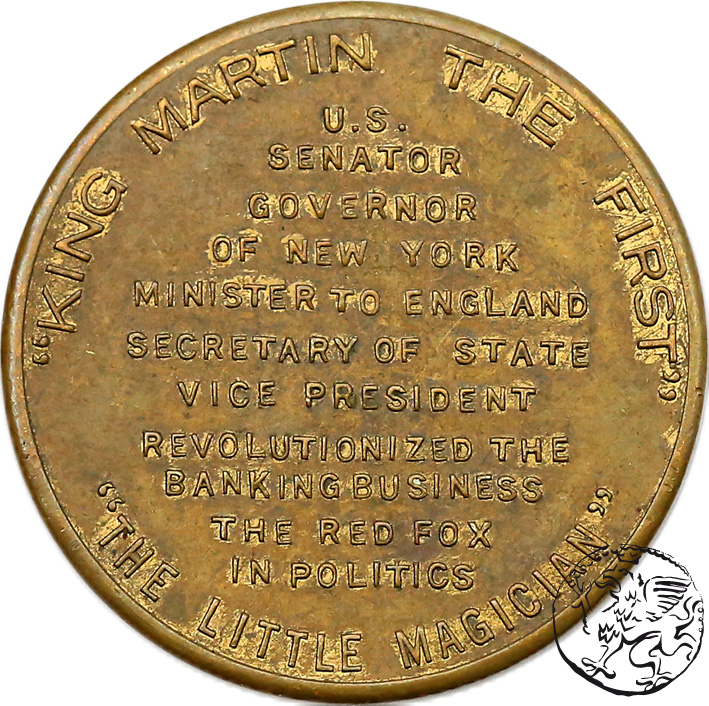 "KING MARTIN THE FIRST"
U.S.
SENATOR
GOVERNOR
OF NEW YORK
MINISTER TO ENGLAND
SECRETARY OF STATE
VICE PRESIDENT
REVOLUTIONIZED THE
BANKING BUSINESS
THE RED FOX
IN POLITICS
"THE LITTLE MAGICIAN"